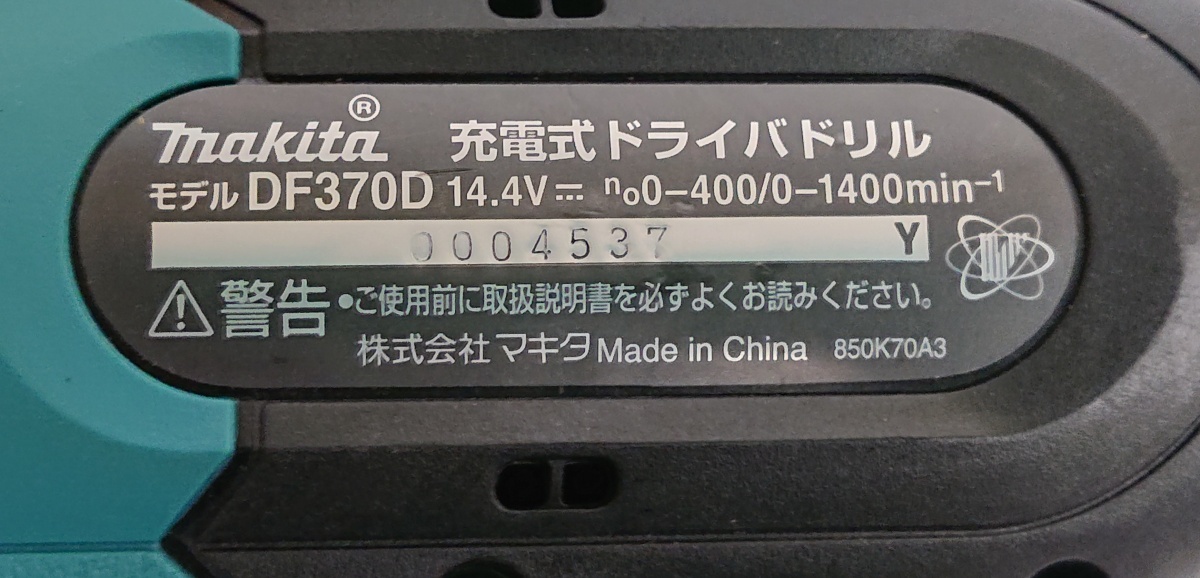 makita® 充電式ドライバドリル
モデル DF370D 14.4V⎓ n₀0-400/0-1400min⁻¹
0004537 Y
⚠警告 •ご使用前に取扱説明書を必ずよくお読みください。
株式会社 マキタ Made in China 850K70A3